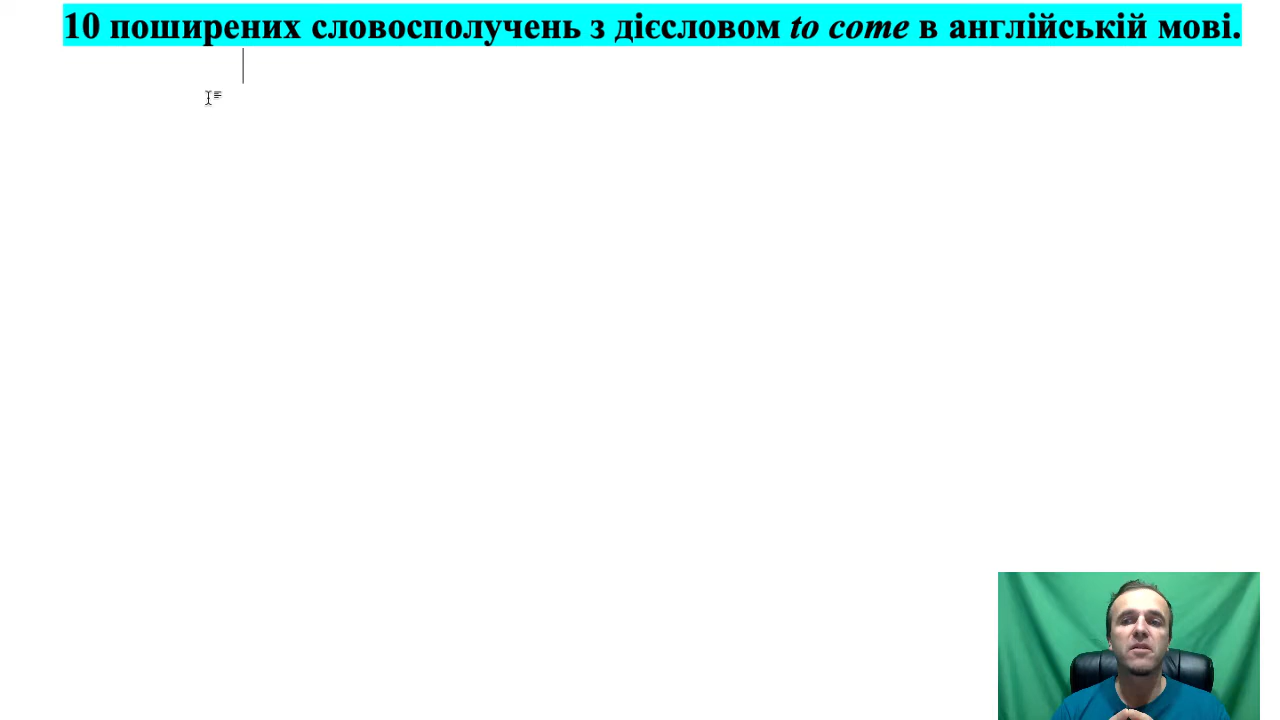 10 поширених словосполучень з дієсловом to come в англійській мові.